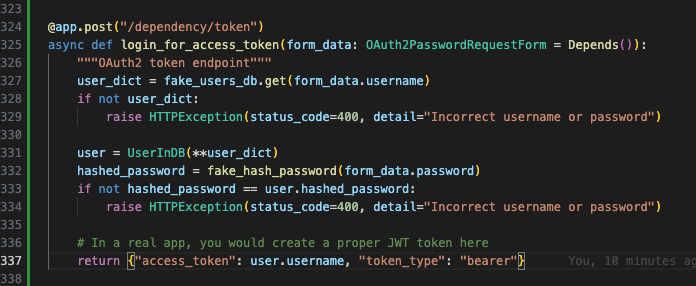 323
324 @app.post("/dependency/token")
325 async def login_for_access_token(form_data: OAuth2PasswordRequestForm = Depends()):
326     """OAuth2 token endpoint"""
327     user_dict = fake_users_db.get(form_data.username)
328     if not user_dict:
329         raise HTTPException(status_code=400, detail="Incorrect username or password")
330
331     user = UserInDB(**user_dict)
332     hashed_password = fake_hash_password(form_data.password)
333     if not hashed_password == user.hashed_password:
334         raise HTTPException(status_code=400, detail="Incorrect username or password")
335
336     # In a real app, you would create a proper JWT token here
337     return {"access_token": user.username, "token_type": "bearer"} You, 10 minutes ag
338